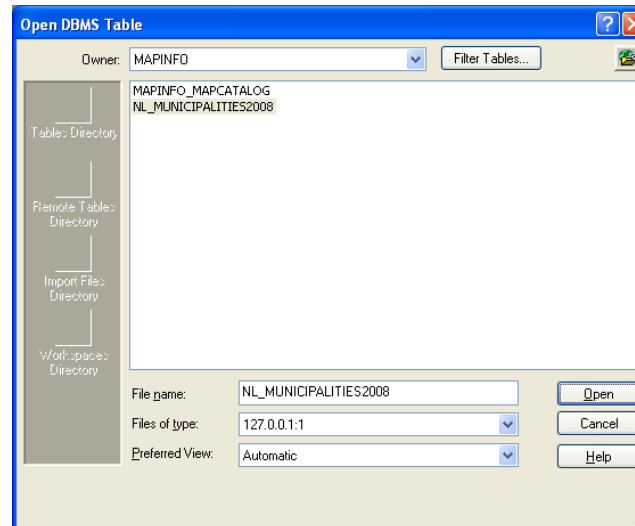 Open DBMS Table
Owner: MAPINFO Filter Tables...
MAPINFO_MAPCATALOG
NL_MUNICIPALITIES2008
Tables Directory
Remote Tables
Directory
Import Files
Directory
Workspaces
Directory
File name: NL_MUNICIPALITIES2008 Open
Files of type: 127.0.0.1:1 Cancel
Preferred View: Automatic Help